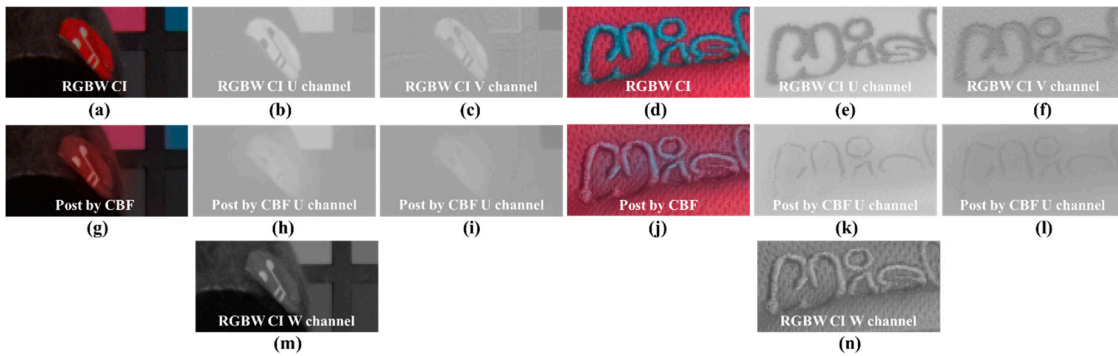 RGBW CI
RGBW CI U channel
RGBW CI V channel
RGBW CI
RGBW CI U channel
RGBW CI V channel
(a)
(b)
(c)
(d)
(e)
(f)
Post by CBF
Post by CBF U channel
Post by CBF U channel
Post by CBF
Post by CBF U channel
Post by CBF U channel
(g)
(h)
(i)
(j)
(k)
(l)
RGBW CI W channel
RGBW CI W channel
(m)
(n)